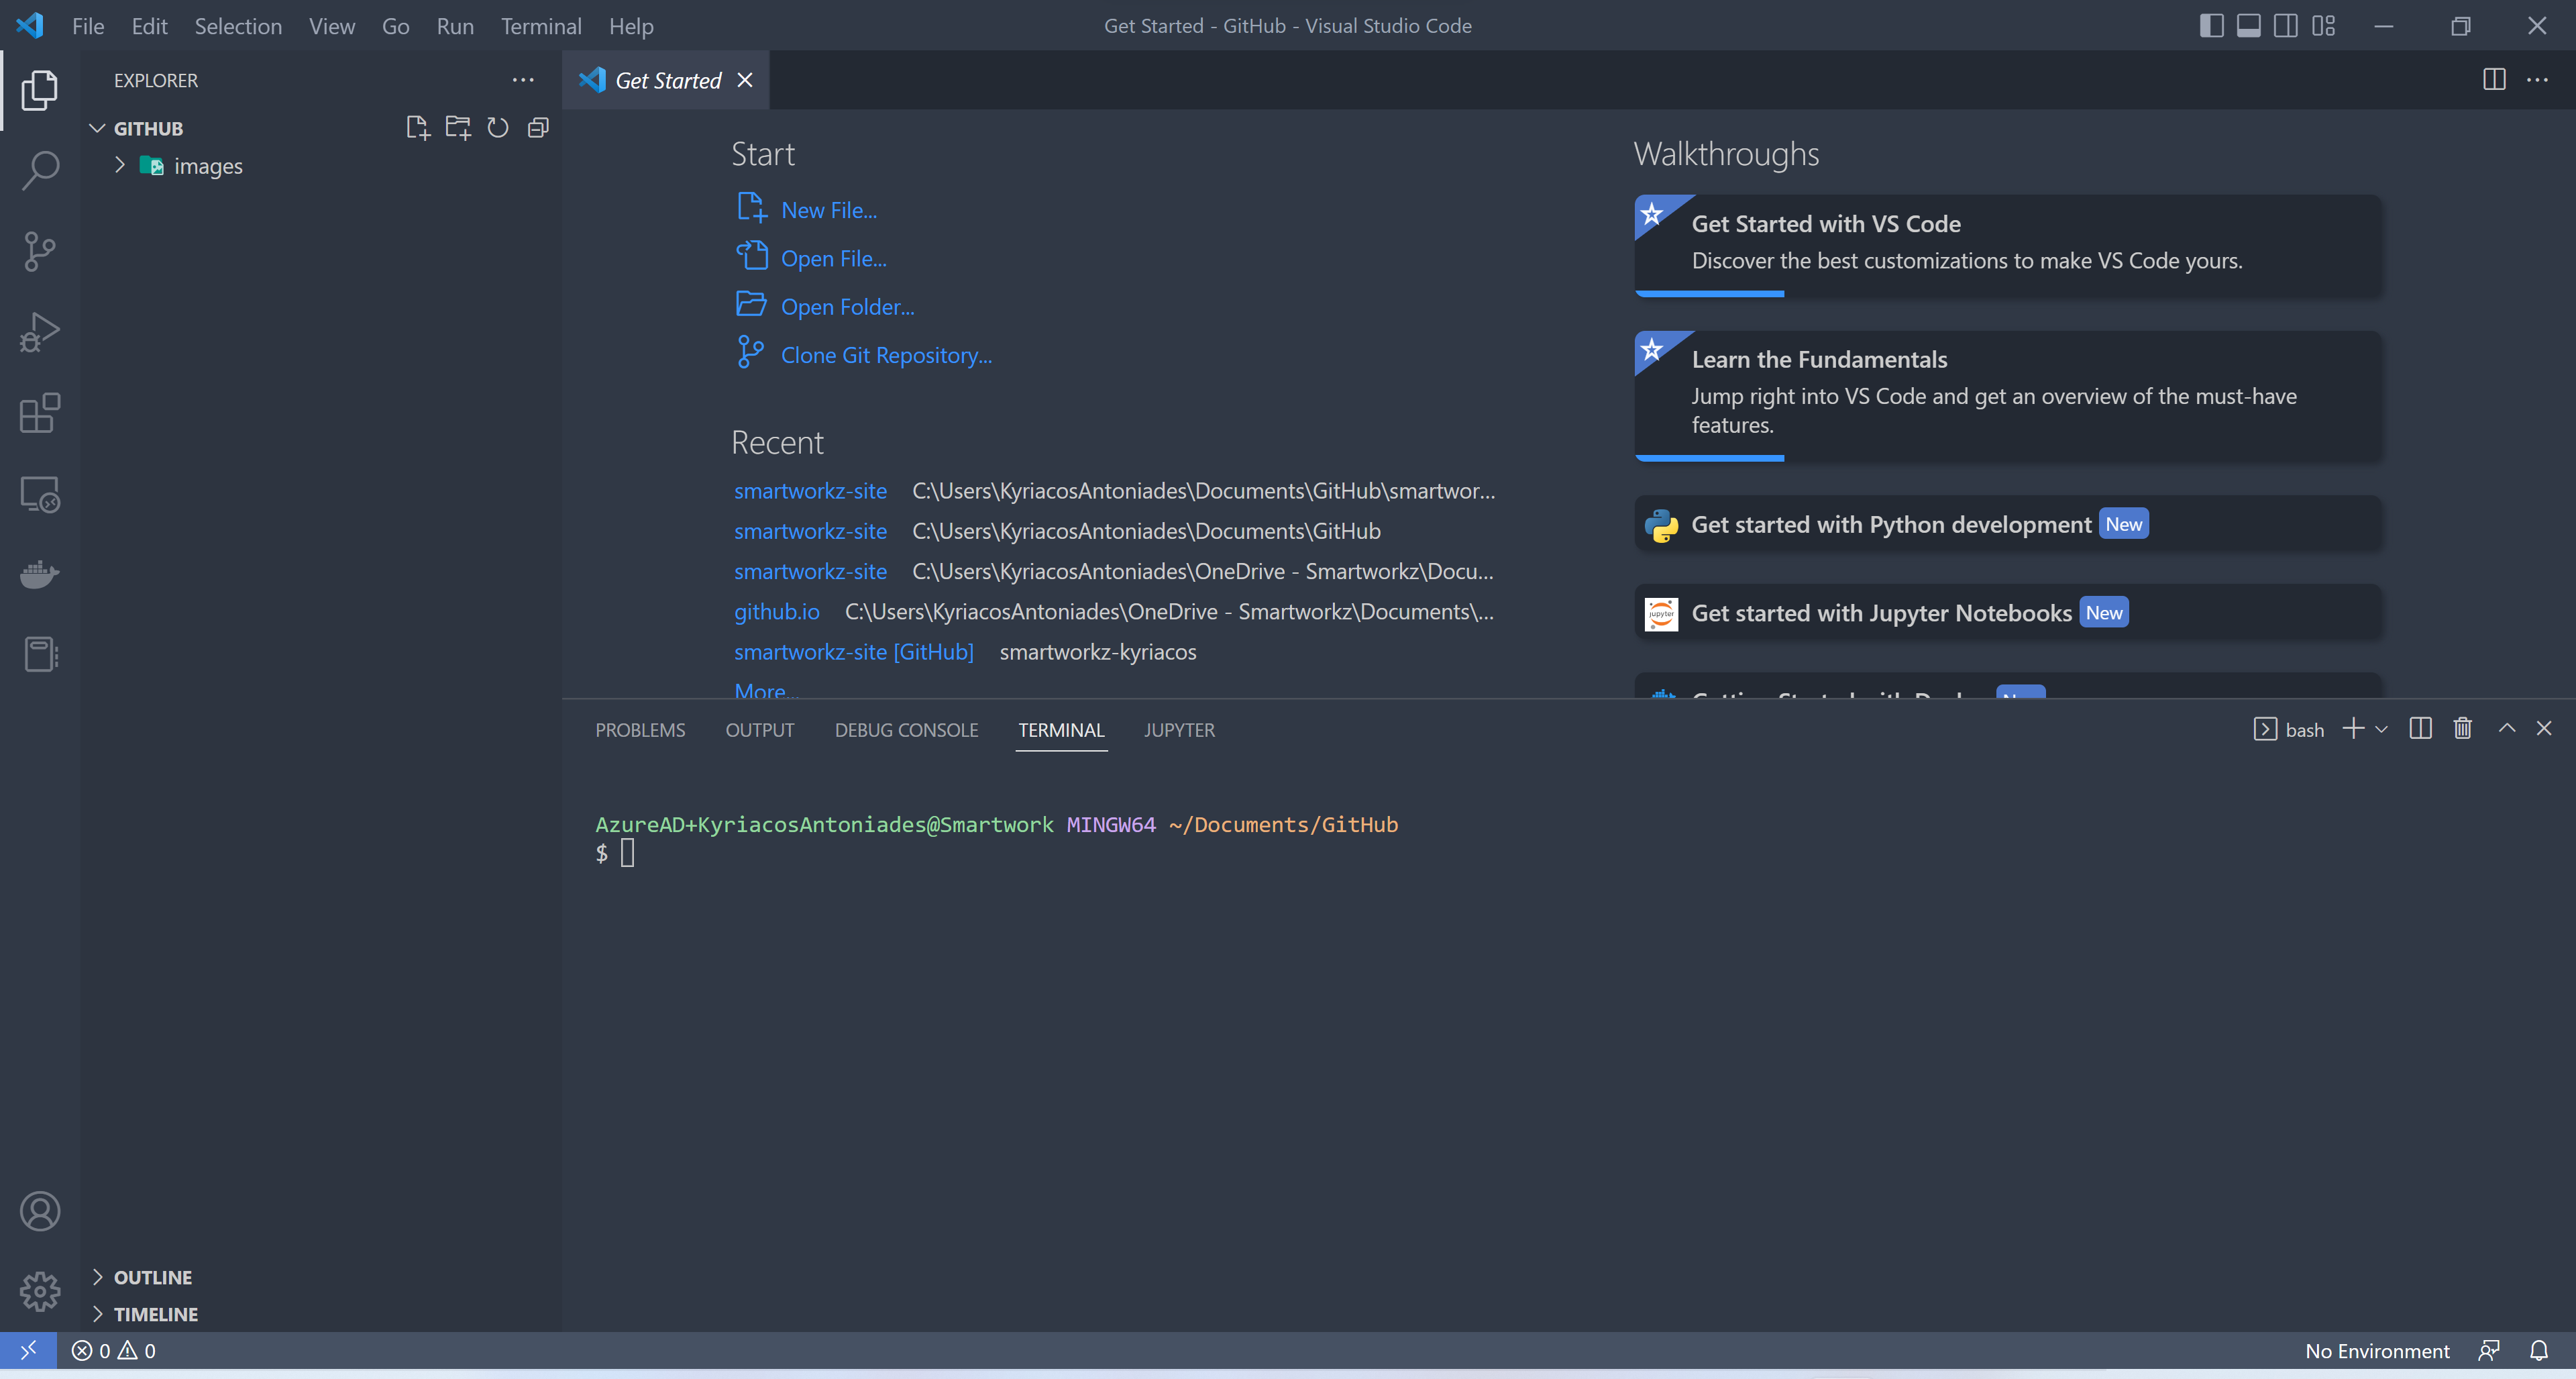 File Edit Selection View Go Run Terminal Help
Get Started - GitHub - Visual Studio Code
EXPLORER
GITHUB
images
OUTLINE
TIMELINE
Get Started
Start
New File...
Open File...
Open Folder...
Clone Git Repository...
Recent
smartworkz-site C:\Users\KyriacosAntoniades\Documents\GitHub\smartwor...
smartworkz-site C:\Users\KyriacosAntoniades\Documents\GitHub
smartworkz-site C:\Users\KyriacosAntoniades\OneDrive - Smartworkz\Docu...
github.io C:\Users\KyriacosAntoniades\OneDrive - Smartworkz\Documents\...
smartworkz-site [GitHub] smartworkz-kyriacos
More...
Walkthroughs
Get Started with VS Code
Discover the best customizations to make VS Code yours.
Learn the Fundamentals
Jump right into VS Code and get an overview of the must-have
features.
Get started with Python development New
jupyter
Get started with Jupyter Notebooks New
Getting Started with Docker New
PROBLEMS OUTPUT DEBUG CONSOLE TERMINAL JUPYTER
bash
AzureAD+KyriacosAntoniades@Smartwork MINGW64 ~/Documents/GitHub
$
0 0
No Environment